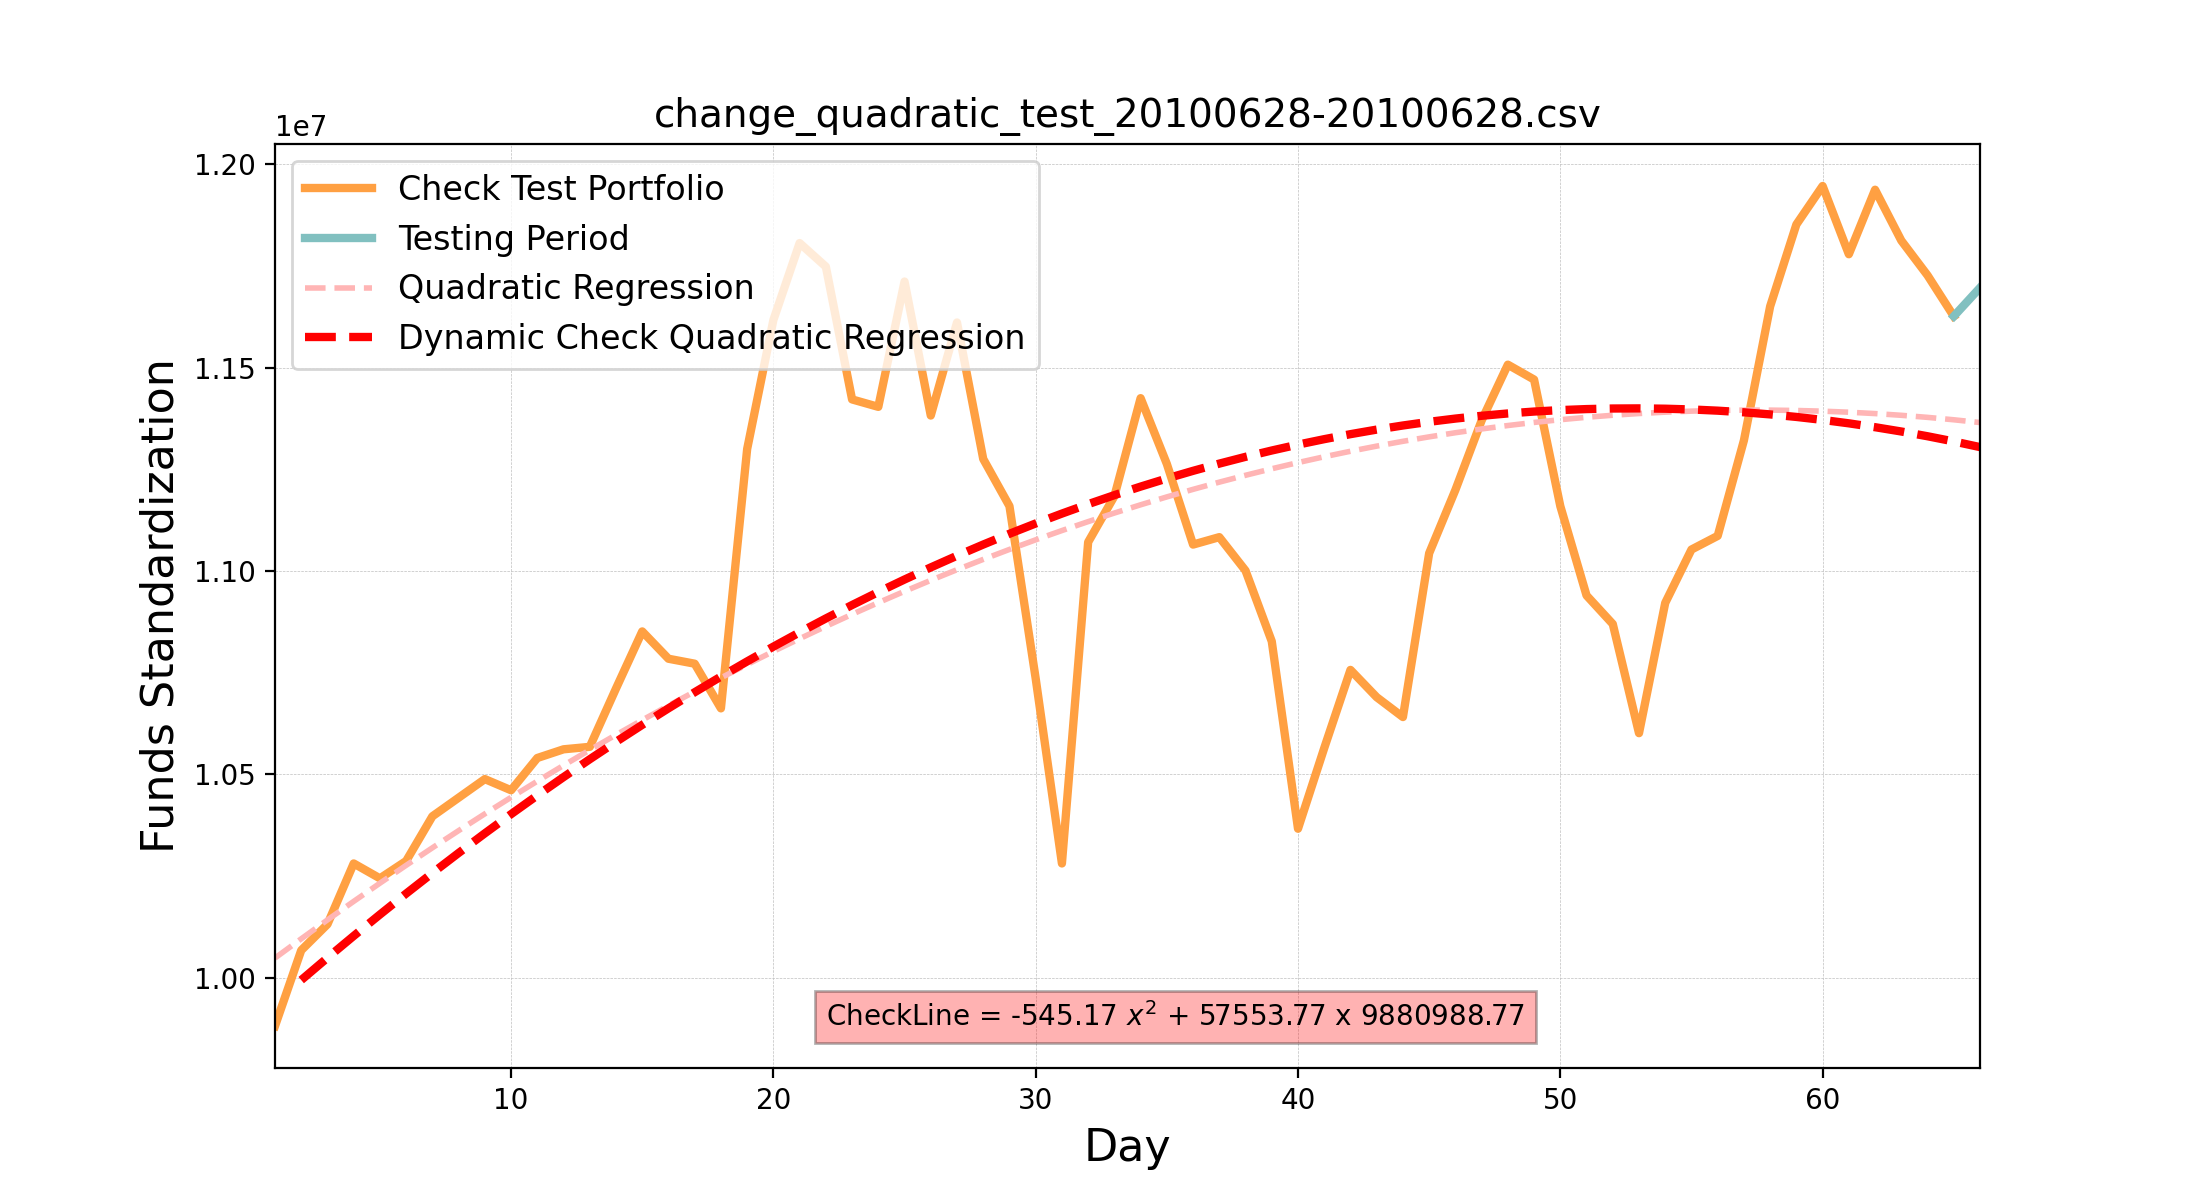 change_quadratic_test_20100628-20100628.csv
1e7
1.20
1.15
1.10
1.05
1.00
Funds Standardization
Check Test Portfolio
Testing Period
Quadratic Regression
Dynamic Check Quadratic Regression
CheckLine = -545.17 x² + 57553.77 x 9880988.77
10 20 30 40 50 60
Day